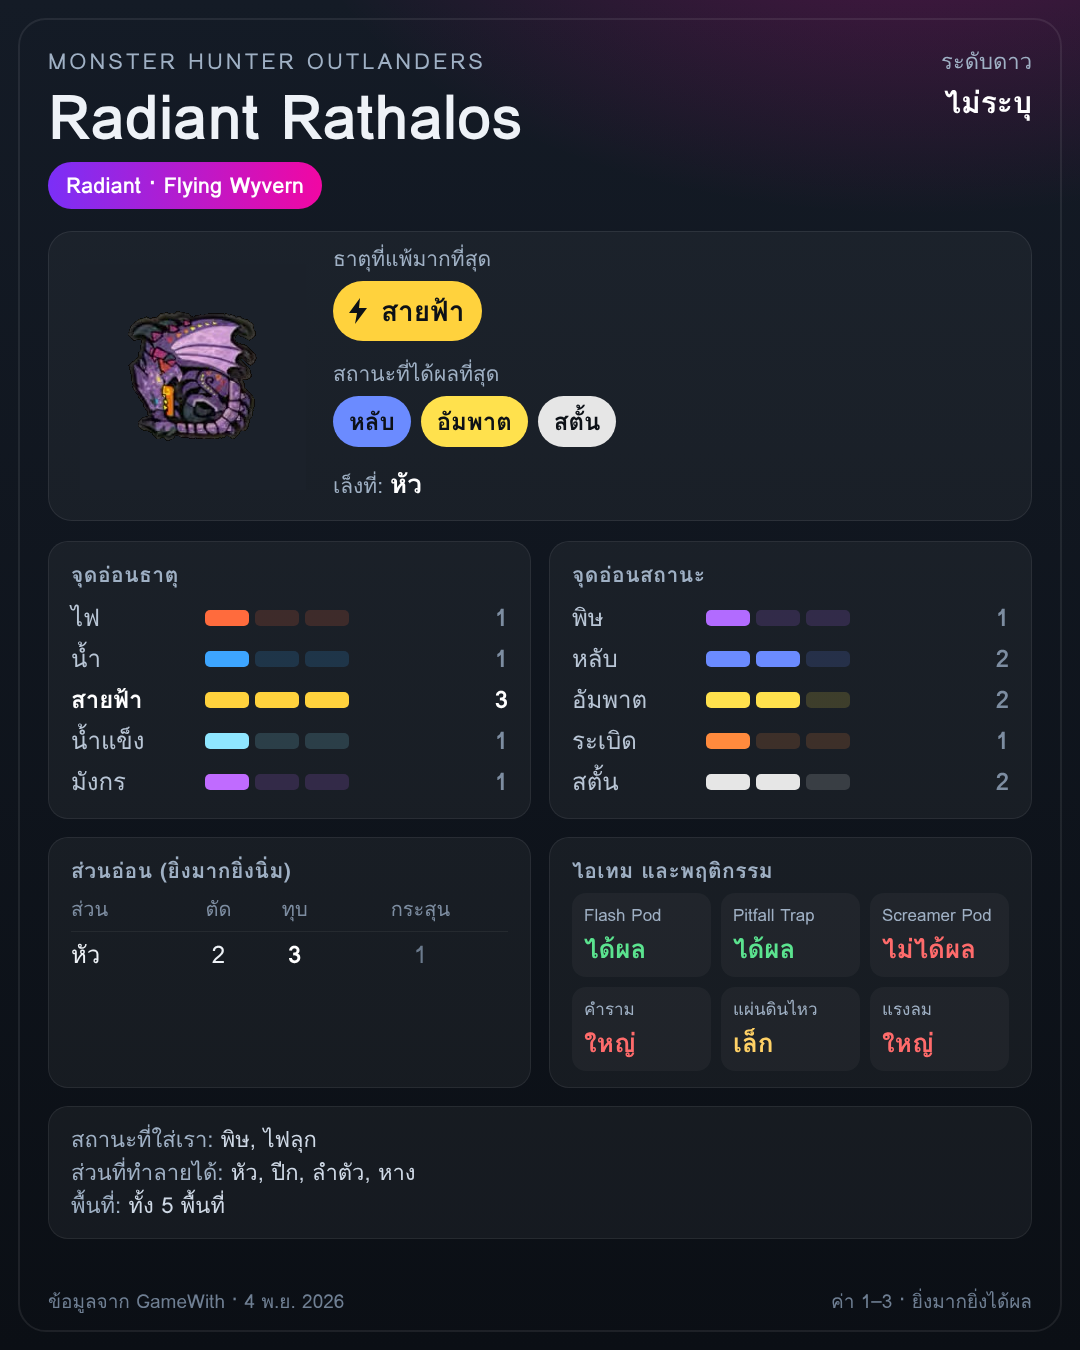 MONSTER HUNTER OUTLANDERS
ระดับดาว
Radiant Rathalos
ไม่ระบุ
Radiant · Flying Wyvern
ธาตุที่แพ้มากที่สุด
สายฟ้า
สถานะที่ได้ผลที่สุด
หลับ อัมพาต สตั้น
เล็งที่: หัว
จุดอ่อนธาตุ
ไฟ 1
น้ำ 1
สายฟ้า 3
น้ำแข็ง 1
มังกร 1
จุดอ่อนสถานะ
พิษ 1
หลับ 2
อัมพาต 2
ระเบิด 1
สตั้น 2
ส่วนอ่อน (ยิ่งมากยิ่งนิ่ม)
ส่วน ตัด ทุบ กระสุน
หัว 2 3 1
ไอเทม และพฤติกรรม
Flash Pod Pitfall Trap Screamer Pod
ได้ผล ได้ผล ไม่ได้ผล
คำราม แผ่นดินไหว แรงลม
ใหญ่ เล็ก ใหญ่
สถานะที่ใส่เรา: พิษ, ไฟลุก
ส่วนที่ทำลายได้: หัว, ปีก, ลำตัว, หาง
พื้นที่: ทั้ง 5 พื้นที่
ข้อมูลจาก GameWith · 4 พ.ย. 2026
ค่า 1–3 · ยิ่งมากยิ่งได้ผล